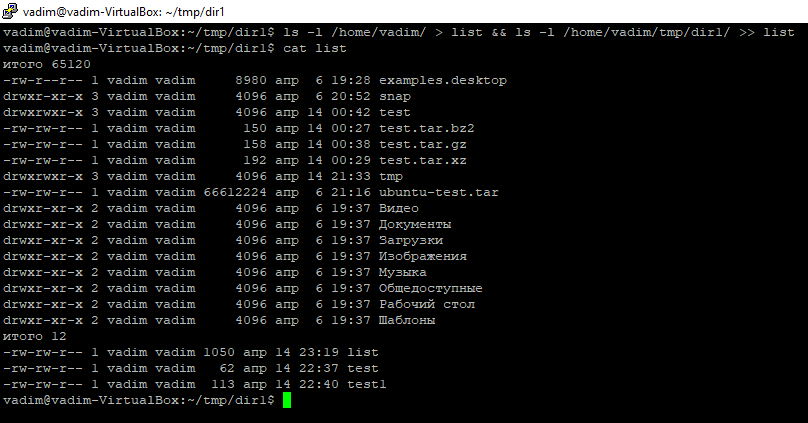 vadim@vadim-VirtualBox: ~/tmp/dir1
vadim@vadim-VirtualBox:~/tmp/dir1$ ls -l /home/vadim/ > list && ls -l /home/vadim/tmp/dir1/ >> list
vadim@vadim-VirtualBox:~/tmp/dir1$ cat list
итого 65120
-rw-r--r-- 1 vadim vadim     8980 апр  6 19:28 examples.desktop
drwxr-xr-x 3 vadim vadim     4096 апр  6 20:52 snap
drwxrwxr-x 3 vadim vadim     4096 апр 14 00:42 test
-rw-rw-r-- 1 vadim vadim      150 апр 14 00:27 test.tar.bz2
-rw-rw-r-- 1 vadim vadim      158 апр 14 00:38 test.tar.gz
-rw-rw-r-- 1 vadim vadim      192 апр 14 00:29 test.tar.xz
drwxrwxr-x 3 vadim vadim     4096 апр 14 21:33 tmp
-rw-rw-r-- 1 vadim vadim 66612224 апр  6 21:16 ubuntu-test.tar
drwxr-xr-x 2 vadim vadim     4096 апр  6 19:37 Видео
drwxr-xr-x 2 vadim vadim     4096 апр  6 19:37 Документы
drwxr-xr-x 2 vadim vadim     4096 апр  6 19:37 Загрузки
drwxr-xr-x 2 vadim vadim     4096 апр  6 19:37 Изображения
drwxr-xr-x 2 vadim vadim     4096 апр  6 19:37 Музыка
drwxr-xr-x 2 vadim vadim     4096 апр  6 19:37 Общедоступные
drwxr-xr-x 2 vadim vadim     4096 апр  6 19:37 Рабочий стол
drwxr-xr-x 2 vadim vadim     4096 апр  6 19:37 Шаблоны
итого 12
-rw-rw-r-- 1 vadim vadim 1050 апр 14 23:19 list
-rw-rw-r-- 1 vadim vadim   62 апр 14 22:37 test
-rw-rw-r-- 1 vadim vadim  113 апр 14 22:40 test1
vadim@vadim-VirtualBox:~/tmp/dir1$